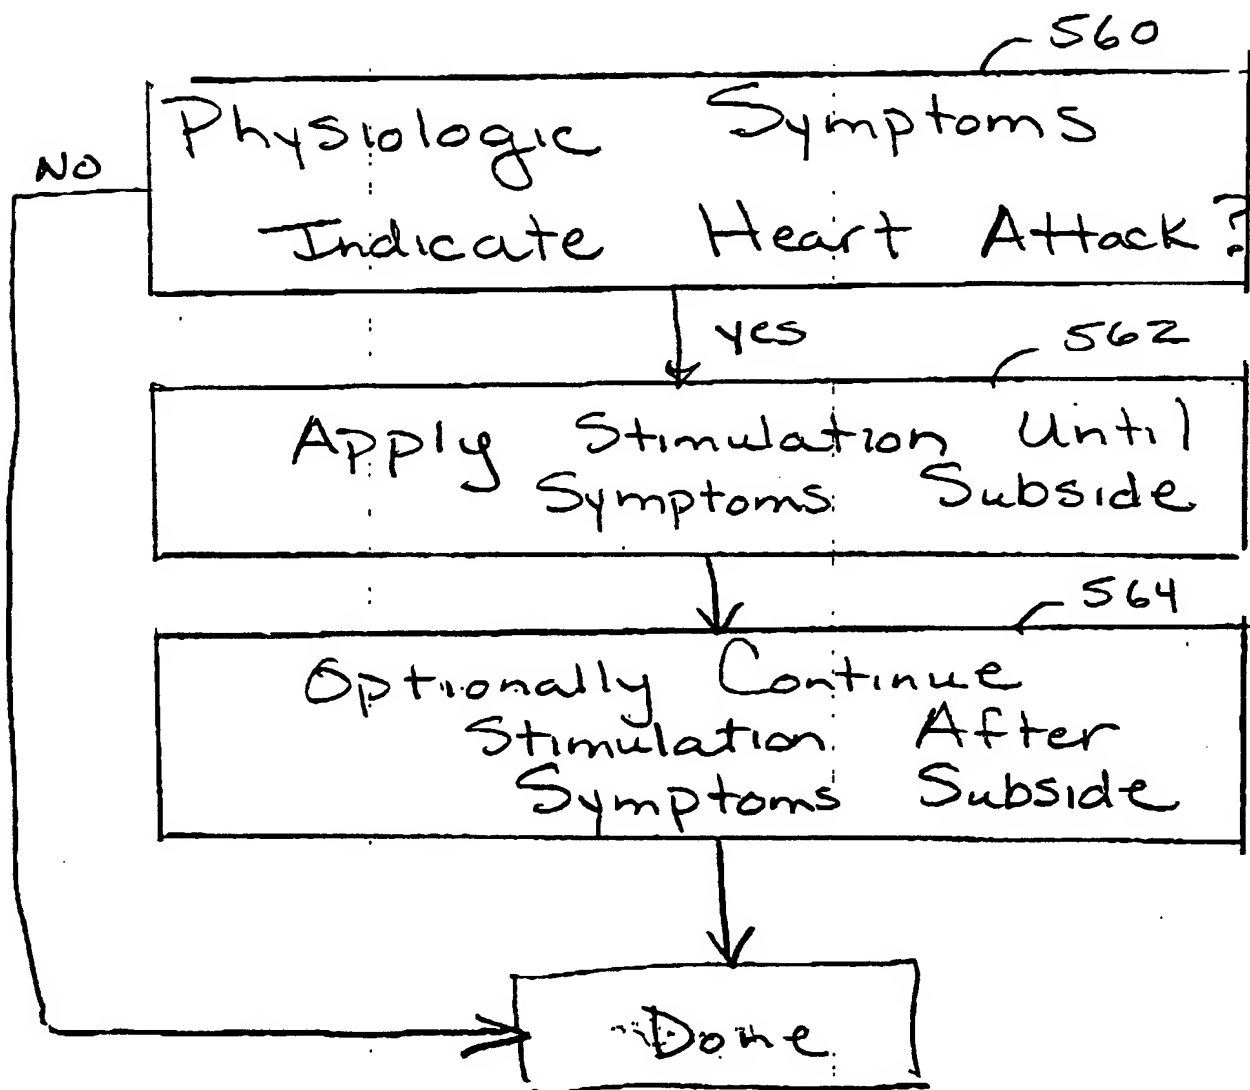 560
Physiologic Symptoms
NO
Indicate Heart Attack?
yes
562
Apply Stimulation Until
Symptoms Subside
564
Optionally Continue
Stimulation After
Symptoms Subside
Done